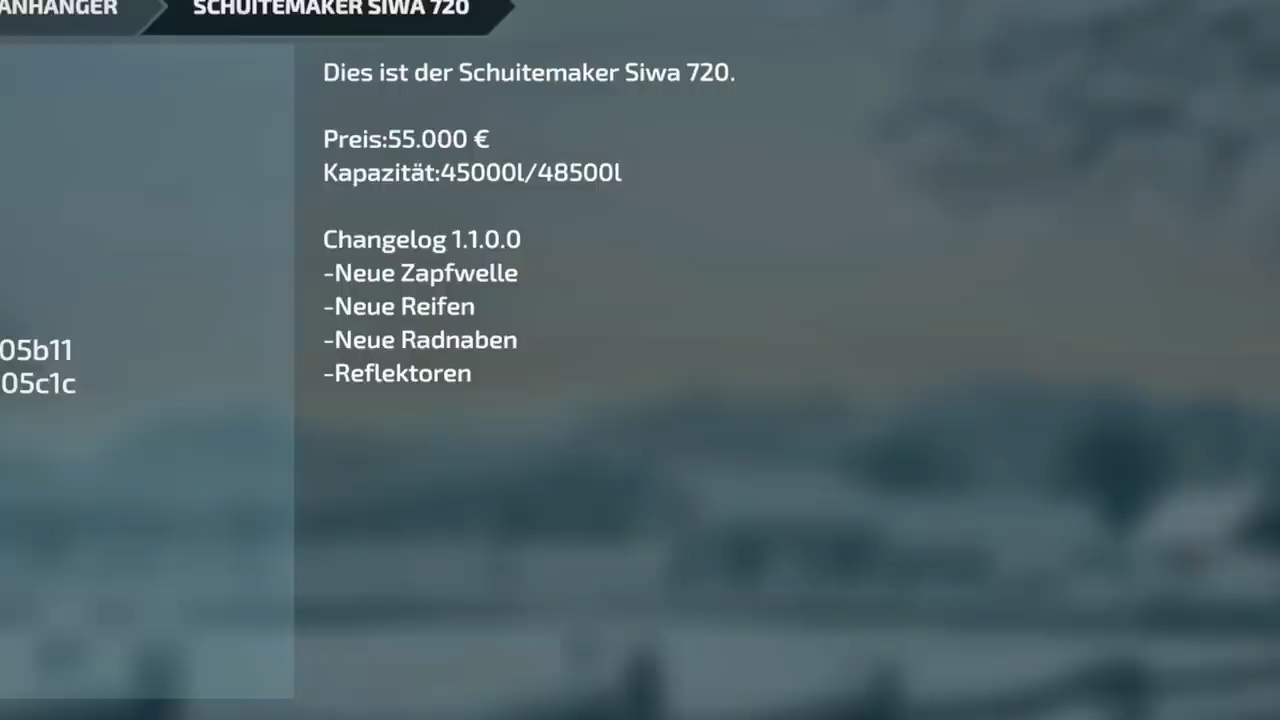 ANHÄNGER
SCHUITEMAKER SIWA 720
Dies ist der Schuitemaker Siwa 720.
Preis:55.000 €
Kapazität:45000l/48500l
Changelog 1.1.0.0
-Neue Zapfwelle
-Neue Reifen
-Neue Radnaben
-Reflektoren
05b11
05c1c